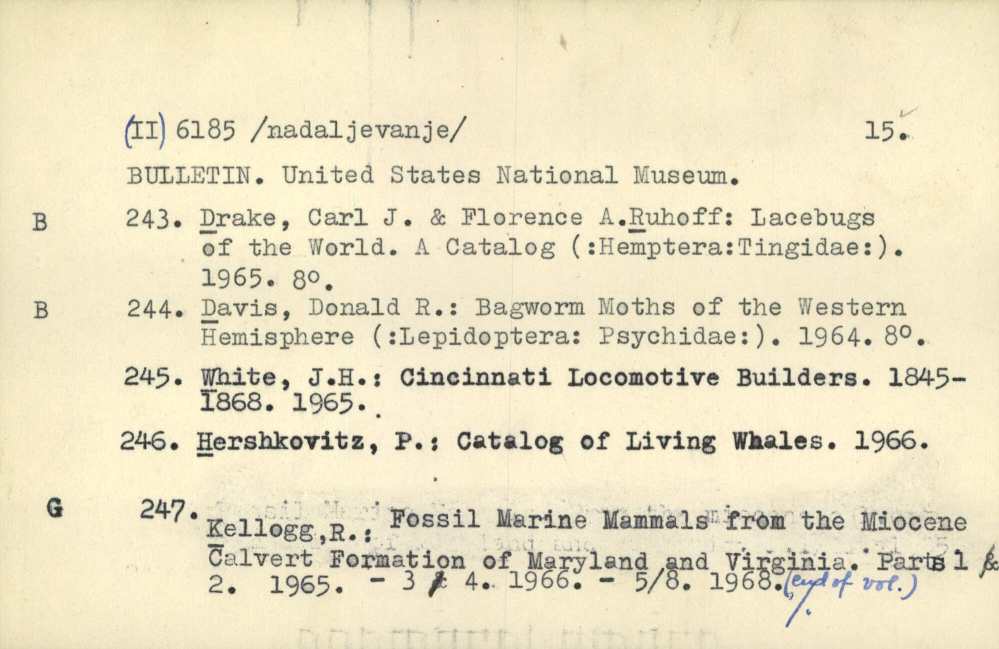 (II) 6185 /nadaljevanje/ 15.
BULLETIN. United States National Museum.
B 243. Drake, Carl J. & Florence A.Ruhoff: Lacebugs
of the World. A Catalog (:Hemptera:Tingidae:).
1965. 8º.
B 244. Davis, Donald R.: Bagworm Moths of the Western
Hemisphere (:Lepidoptera: Psychidae:). 1964. 8º.
245. White, J.H.: Cincinnati Locomotive Builders. 1845-
1868. 1965.
246. Hershkovitz, P.: Catalog of Living Whales. 1966.
G 247. Kellogg,R.: Fossil Marine Mammals from the Miocene
Calvert Formation of Maryland and Virginia. Parts 1 &
2. 1965. - 3 & 4. 1966. - 5/8. 1968. (end of vol.)